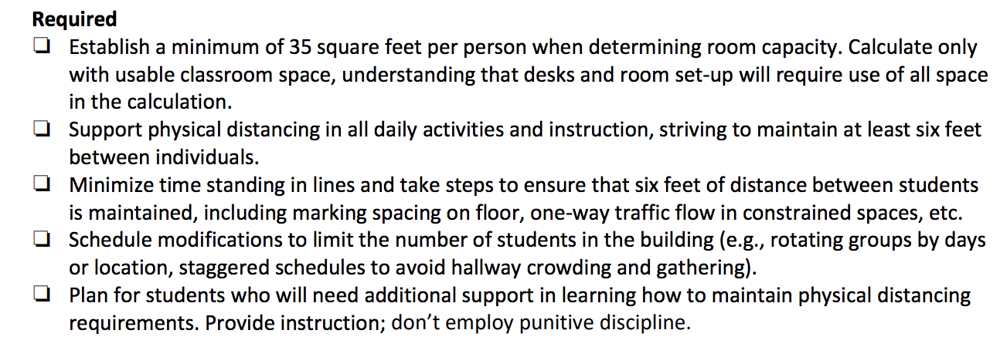 Required
❏ Establish a minimum of 35 square feet per person when determining room capacity. Calculate only
with usable classroom space, understanding that desks and room set-up will require use of all space
in the calculation.
❏ Support physical distancing in all daily activities and instruction, striving to maintain at least six feet
between individuals.
❏ Minimize time standing in lines and take steps to ensure that six feet of distance between students
is maintained, including marking spacing on floor, one-way traffic flow in constrained spaces, etc.
❏ Schedule modifications to limit the number of students in the building (e.g., rotating groups by days
or location, staggered schedules to avoid hallway crowding and gathering).
❏ Plan for students who will need additional support in learning how to maintain physical distancing
requirements. Provide instruction; don’t employ punitive discipline.